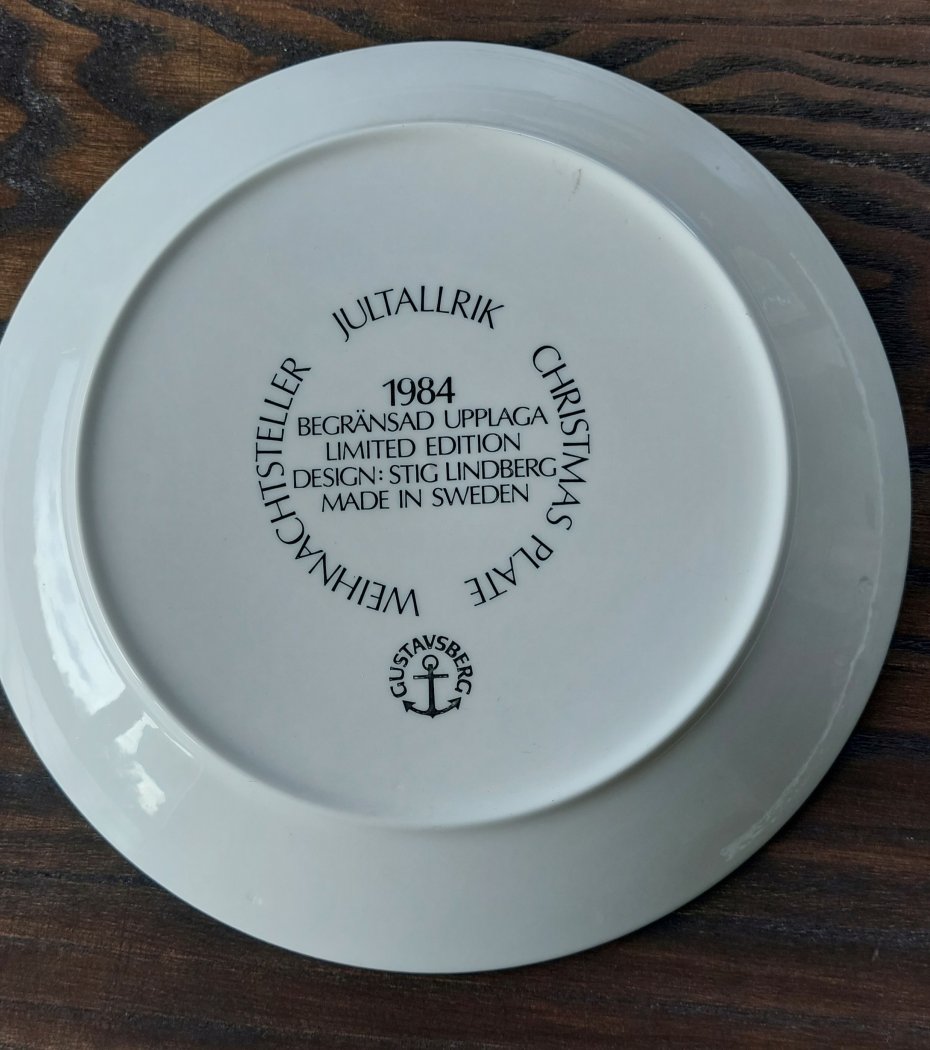 JULTALLRIK
CHRISTMAS PLATE
WEIHNACHTSTELLER
1984
BEGRÄNSAD UPPLAGA
LIMITED EDITION
DESIGN: STIG LINDBERG
MADE IN SWEDEN
GUSTAVSBERG